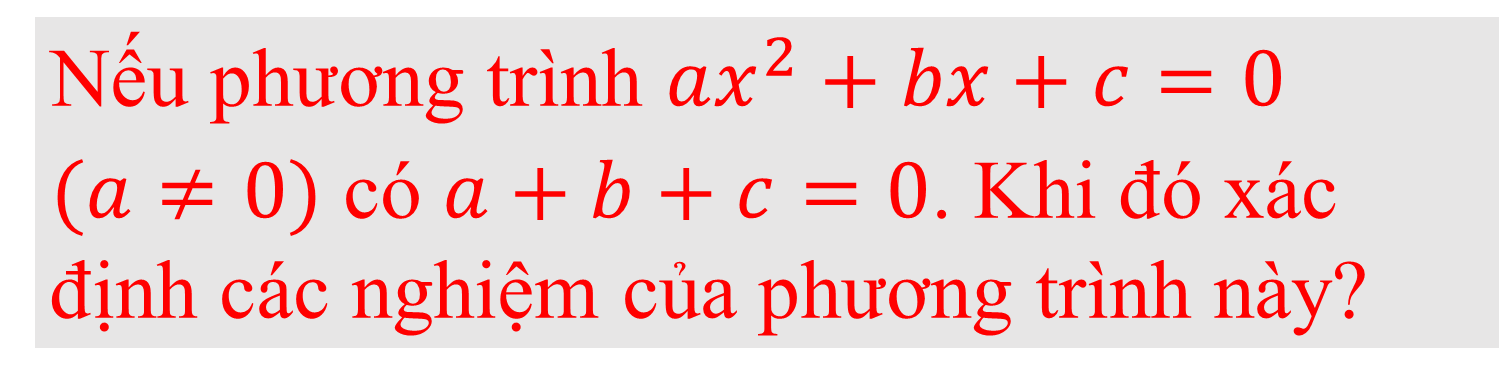 Nếu phương trình 𝑎𝑥² + 𝑏𝑥 + 𝑐 = 0
(𝑎 ≠ 0) có 𝑎 + 𝑏 + 𝑐 = 0. Khi đó xác
định các nghiệm của phương trình này?